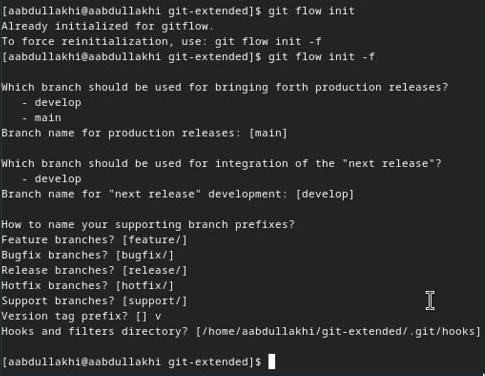 [aabdullakhi@aabdullakhi git-extended]$ git flow init
Already initialized for gitflow.
To force reinitialization, use: git flow init -f
[aabdullakhi@aabdullakhi git-extended]$ git flow init -f
Which branch should be used for bringing forth production releases?
- develop
- main
Branch name for production releases: [main]
Which branch should be used for integration of the "next release"?
- develop
Branch name for "next release" development: [develop]
How to name your supporting branch prefixes?
Feature branches? [feature/]
Bugfix branches? [bugfix/]
Release branches? [release/]
Hotfix branches? [hotfix/]
Support branches? [support/]
Version tag prefix? [] v
Hooks and filters directory? [/home/aabdullakhi/git-extended/.git/hooks]
[aabdullakhi@aabdullakhi git-extended]$